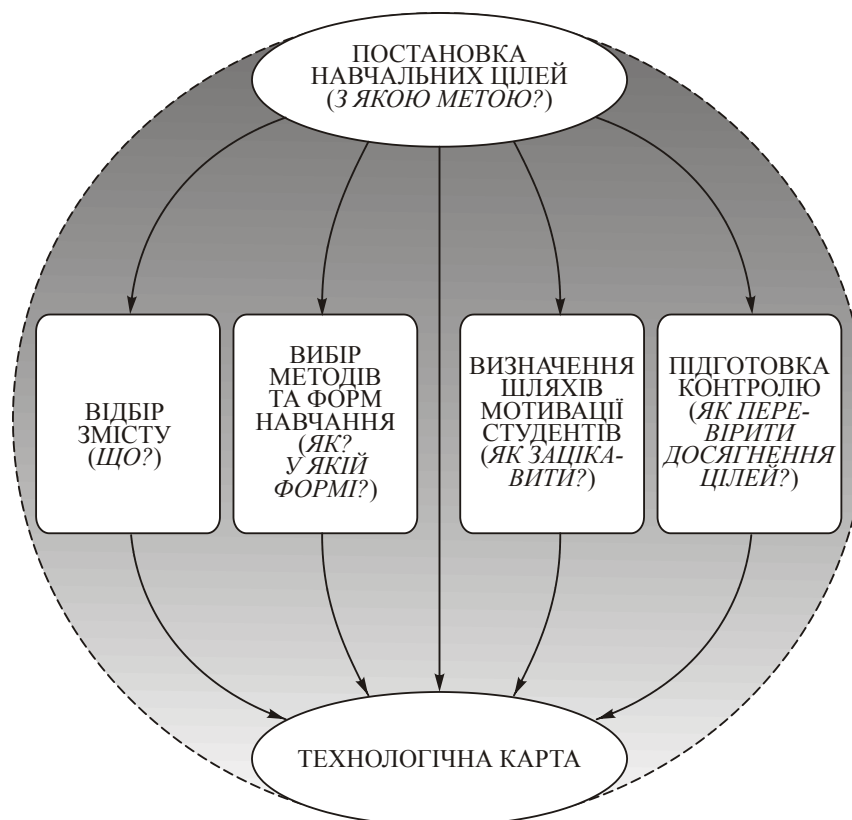 ПОСТАНОВКА
НАВЧАЛЬНИХ ЦІЛЕЙ
(З ЯКОЮ МЕТОЮ?)
ВІДБІР
ЗМІСТУ
(ЩО?)
ВИБІР
МЕТОДІВ
ТА ФОРМ
НАВЧАННЯ
(ЯК?
У ЯКІЙ
ФОРМІ?)
ВИЗНАЧЕННЯ
ШЛЯХІВ
МОТИВАЦІЇ
СТУДЕНТІВ
(ЯК ЗАЦІКА-
ВИТИ?)
ПІДГОТОВКА
КОНТРОЛЮ
(ЯК ПЕРЕ-
ВІРИТИ
ДОСЯГНЕННЯ
ЦІЛЕЙ?)
ТЕХНОЛОГІЧНА КАРТА